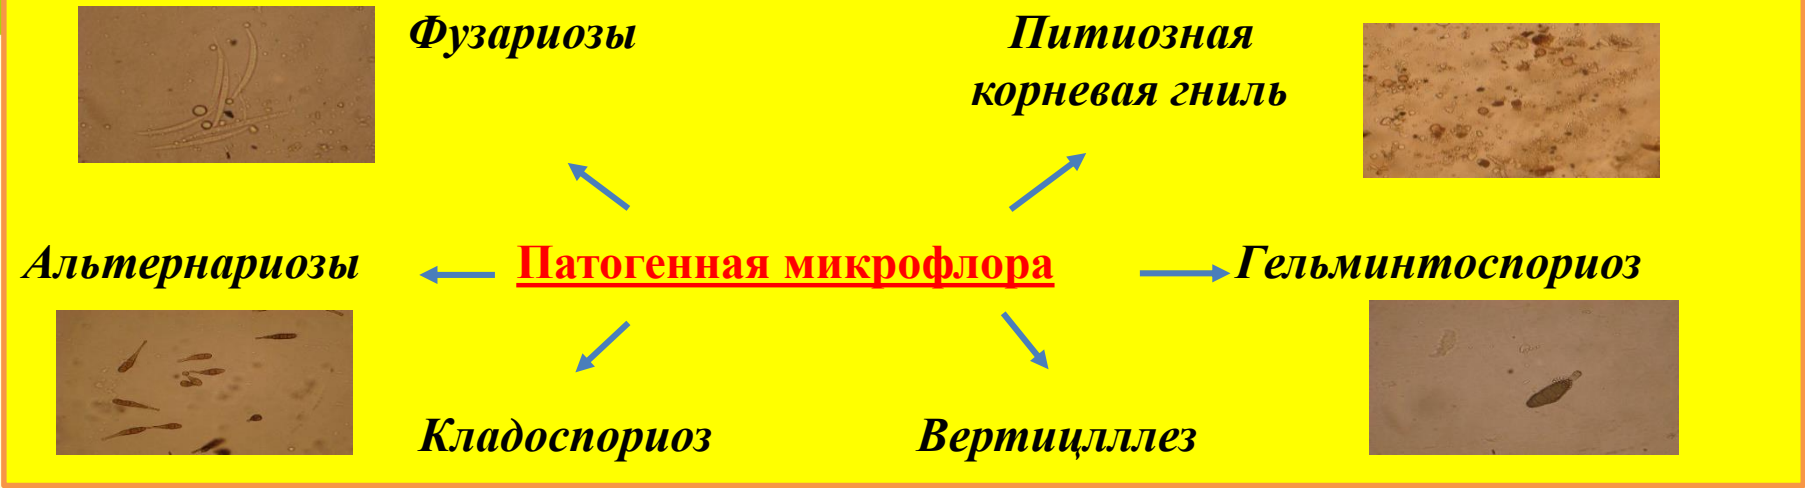 Фузариозы
Питиозная
корневая гниль
Альтернариозы
Патогенная микрофлора
Гельминтоспориоз
Кладоспориоз
Вертицлллез